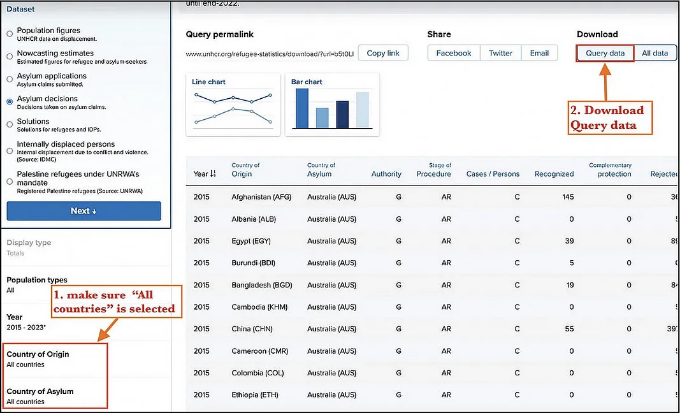 until end-2022.
Dataset
Population figures
UNHCR data on displacement.
Nowcasting estimates
Estimated figures for refugee and asylum-seekers
Asylum applications
Asylum claims submitted.
Asylum decisions
Decisions taken on asylum claims.
Solutions
Solutions for refugees and IDPs.
Internally displaced persons
Internal displacement due to conflict and violence.
(Source: IDMC)
Palestine refugees under UNRWA's
mandate
Registered Palestine refugees (Source: UNRWA)
Next ↓
Display type
Totals
Population types
All
1. make sure “All
countries” is selected
Year
2015 - 2023*
Country of Origin
All countries
Country of Asylum
All countries
Query permalink
www.unhcr.org/refugee-statistics/download/?url=b5t0LI
Copy link
Share
Facebook Twitter Email
Download
Query data All data
2. Download
Query data
Line chart
Bar chart
Year Country of Origin Country of Asylum Authority Stage of Procedure Cases / Persons Recognized Complementary protection Rejected
2015 Afghanistan (AFG) Australia (AUS) G AR C 145 0
2015 Albania (ALB) Australia (AUS) G AR C 0 0
2015 Egypt (EGY) Australia (AUS) G AR C 39 0
2015 Burundi (BDI) Australia (AUS) G AR C 5 0
2015 Bangladesh (BGD) Australia (AUS) G AR C 19 0
2015 Cambodia (KHM) Australia (AUS) G AR C 0 0
2015 China (CHN) Australia (AUS) G AR C 55 0
2015 Cameroon (CMR) Australia (AUS) G AR C 0 0
2015 Colombia (COL) Australia (AUS) G AR C 0 0
2015 Ethiopia (ETH) Australia (AUS) G AR C 0 0